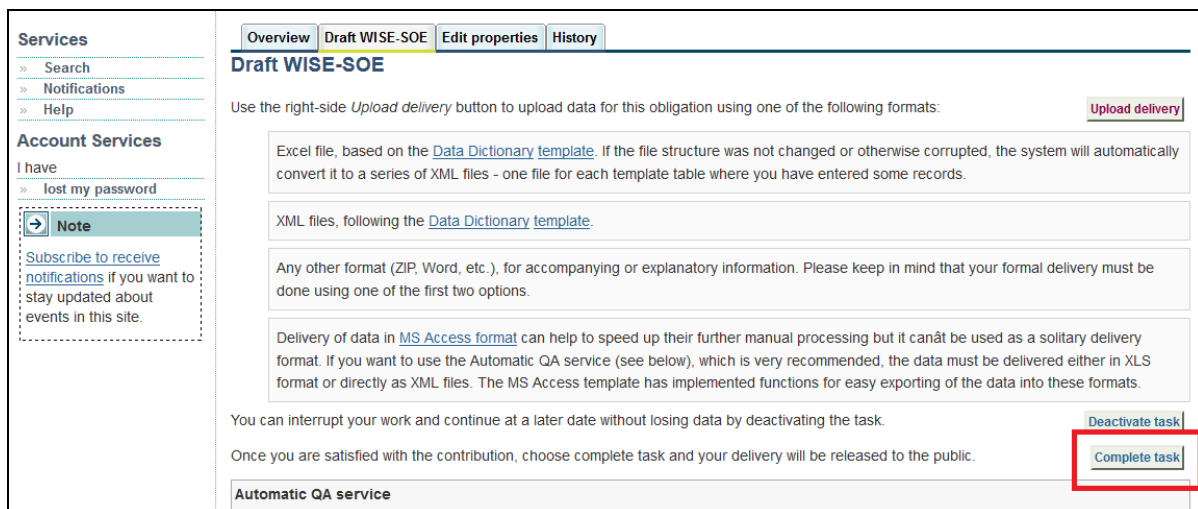 Services
» Search
» Notifications
» Help
Account Services
I have
» lost my password
Note
Subscribe to receive
notifications if you want to
stay updated about
events in this site.
Overview Draft WISE-SOE Edit properties History
Draft WISE-SOE
Use the right-side Upload delivery button to upload data for this obligation using one of the following formats: Upload delivery
Excel file, based on the Data Dictionary template. If the file structure was not changed or otherwise corrupted, the system will automatically
convert it to a series of XML files - one file for each template table where you have entered some records.
XML files, following the Data Dictionary template.
Any other format (ZIP, Word, etc.), for accompanying or explanatory information. Please keep in mind that your formal delivery must be
done using one of the first two options.
Delivery of data in MS Access format can help to speed up their further manual processing but it canât be used as a solitary delivery
format. If you want to use the Automatic QA service (see below), which is very recommended, the data must be delivered either in XLS
format or directly as XML files. The MS Access template has implemented functions for easy exporting of the data into these formats.
You can interrupt your work and continue at a later date without losing data by deactivating the task. Deactivate task
Once you are satisfied with the contribution, choose complete task and your delivery will be released to the public. Complete task
Automatic QA service